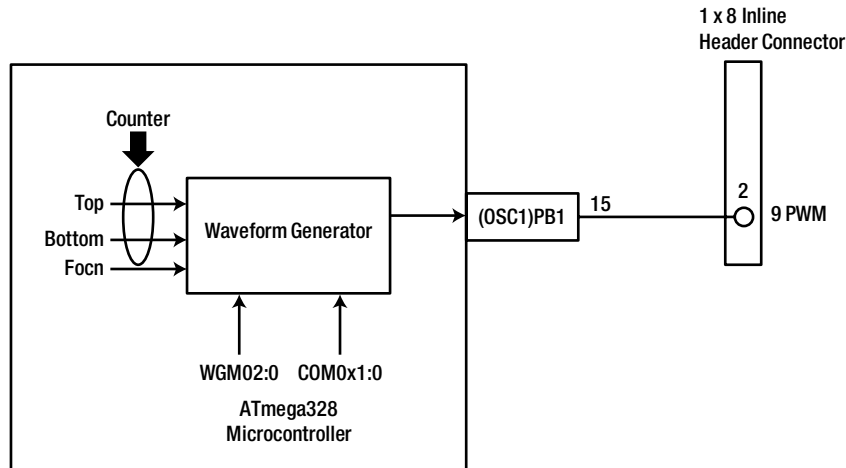 1 x 8 Inline
Header Connector
Counter
Top
Bottom
Focn
Waveform Generator
(OSC1)PB1
15
2
9 PWM
WGM02:0
COM0x1:0
ATmega328
Microcontroller